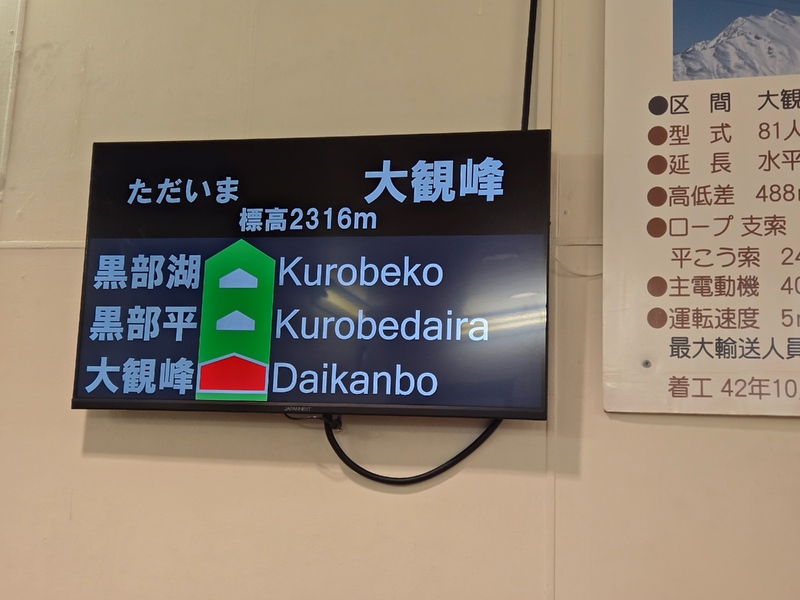 ただいま 大観峰
標高2316m
黒部湖 Kurobeko
黒部平 Kurobedaira
大観峰 Daikanbo
●区 間 大観
●型 式 81人
●延 長 水平
●高低差 488m
●ロープ 支索
平こう索 24
●主電動機 40
●運転速度 5m
最大輸送人員
着工 42年10